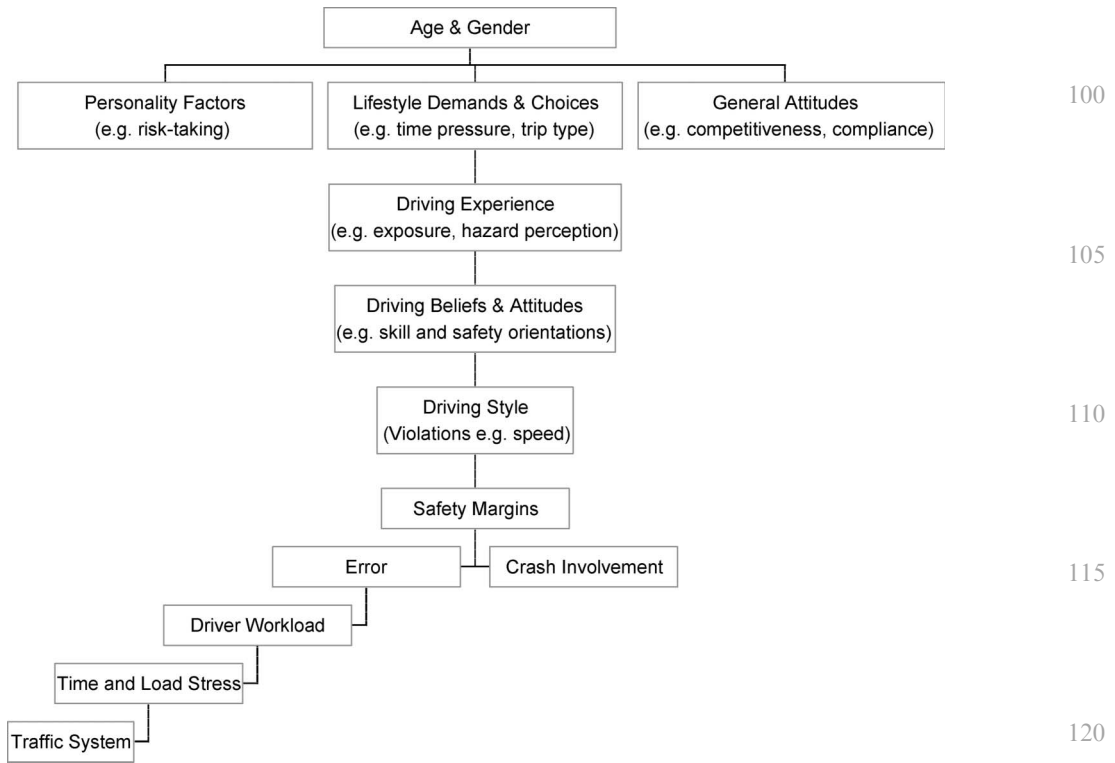 Age & Gender
Personality Factors
(e.g. risk-taking)
Lifestyle Demands & Choices
(e.g. time pressure, trip type)
General Attitudes
(e.g. competitiveness, compliance)
100
Driving Experience
(e.g. exposure, hazard perception)
105
Driving Beliefs & Attitudes
(e.g. skill and safety orientations)
Driving Style
(Violations e.g. speed)
110
Safety Margins
Error
Crash Involvement
115
Driver Workload
Time and Load Stress
Traffic System
120